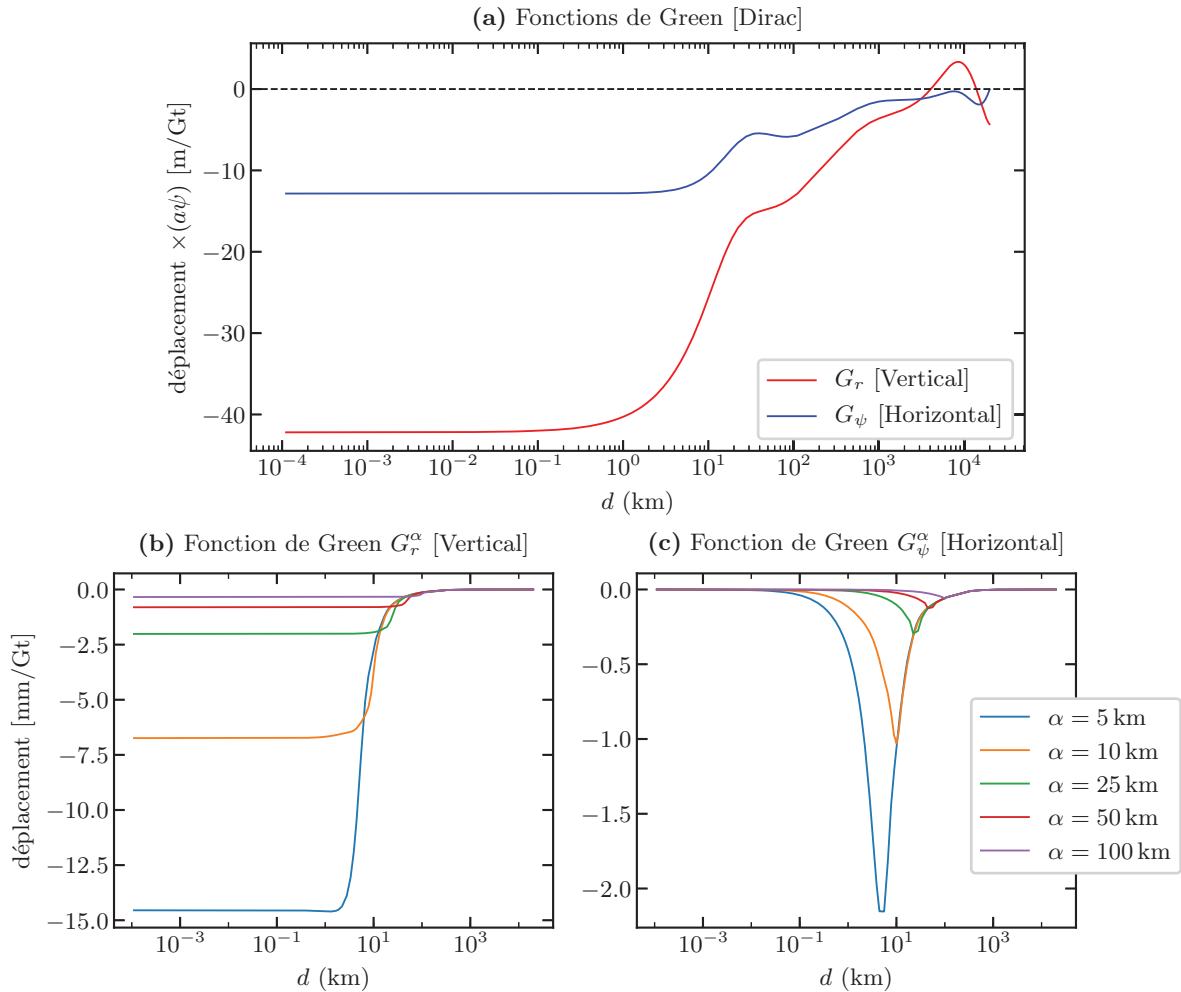 (a) Fonctions de Green [Dirac]
déplacement ×(aψ) [m/Gt]
0
−10
−20
−30
−40
G_r [Vertical]
G_ψ [Horizontal]
10^−4 10^−3 10^−2 10^−1 10^0 10^1 10^2 10^3 10^4
d (km)
(b) Fonction de Green G_r^α [Vertical]
déplacement [mm/Gt]
0.0
−2.5
−5.0
−7.5
−10.0
−12.5
−15.0
10^−3 10^−1 10^1 10^3
d (km)
(c) Fonction de Green G_ψ^α [Horizontal]
0.0
−0.5
−1.0
−1.5
−2.0
10^−3 10^−1 10^1 10^3
d (km)
α = 5 km
α = 10 km
α = 25 km
α = 50 km
α = 100 km